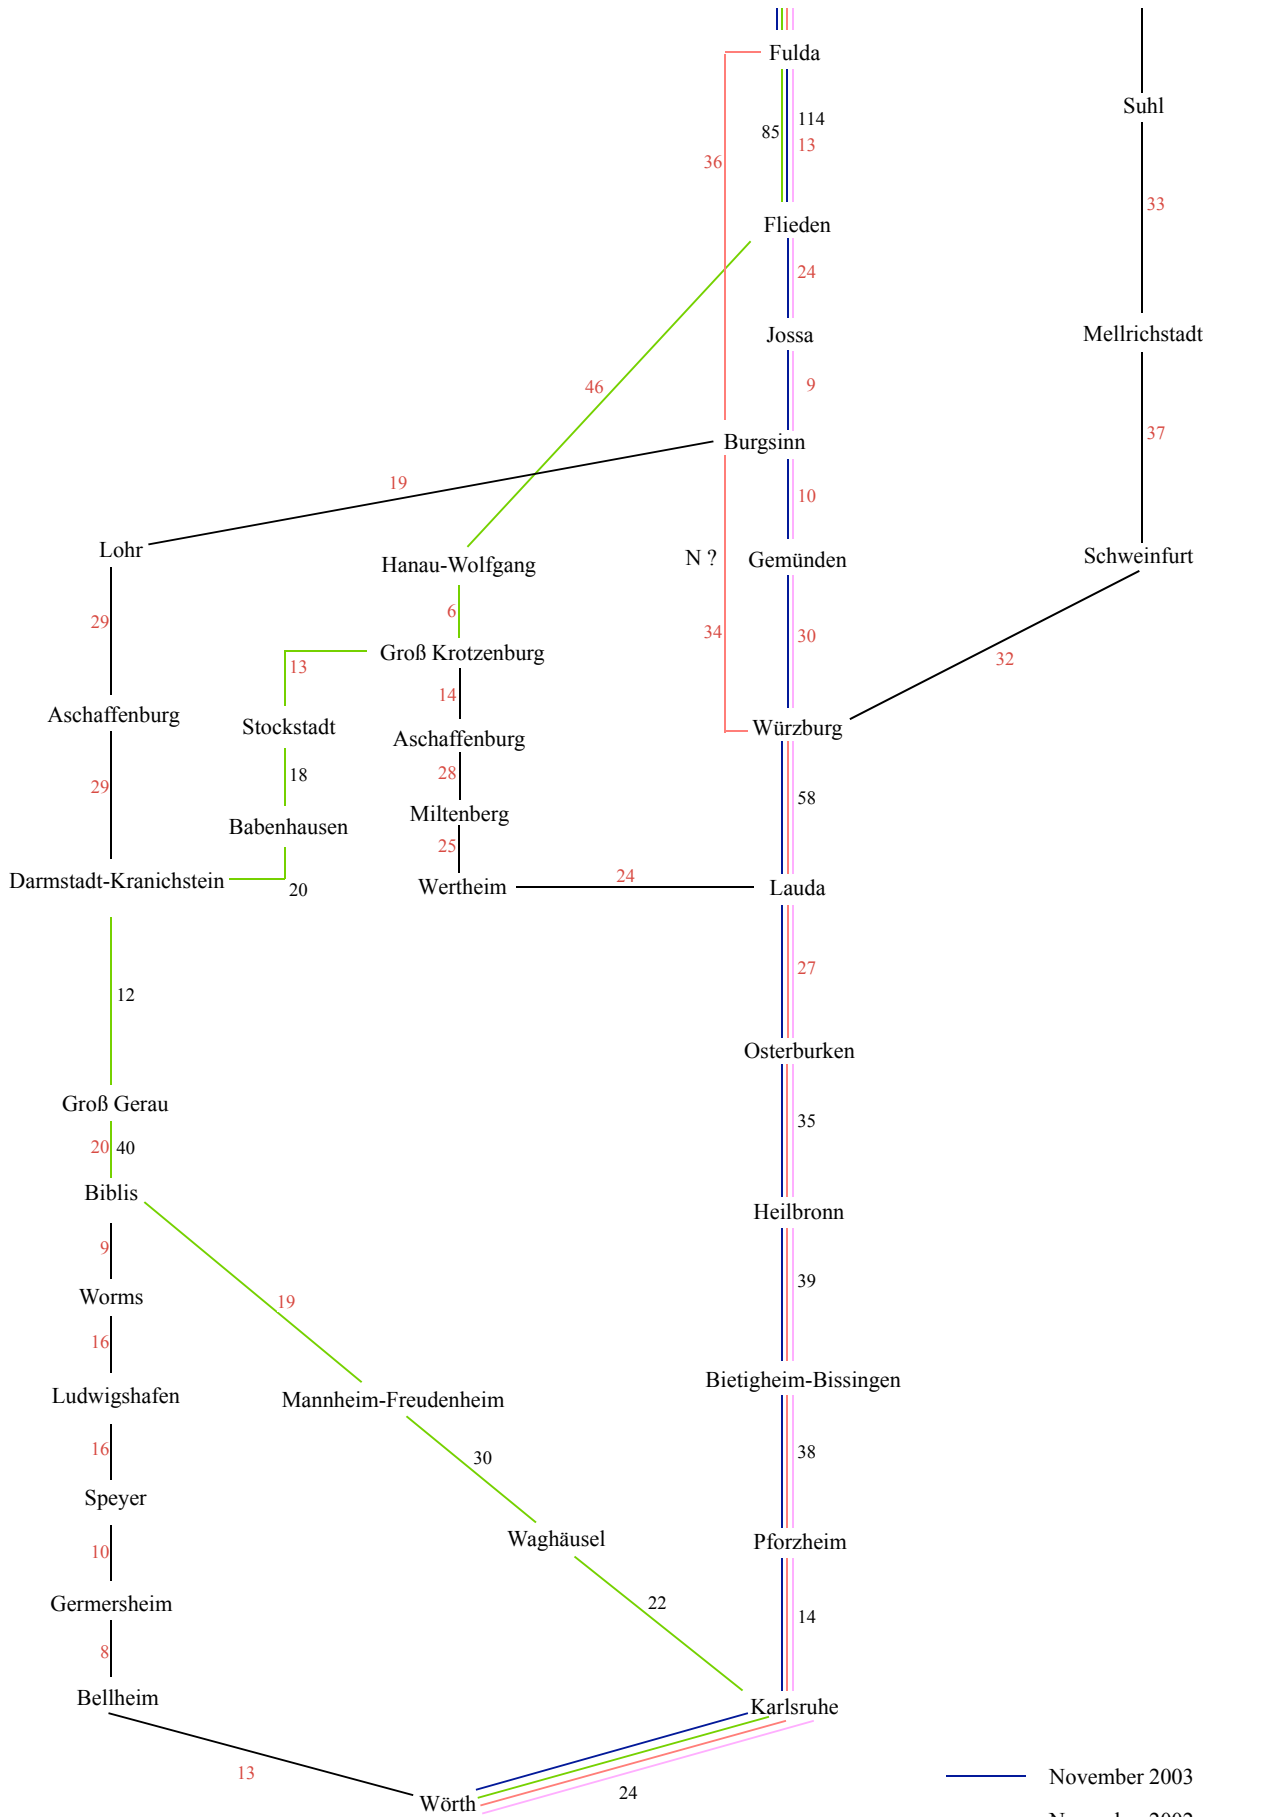 Fulda
Suhl
114
85
13
36
33
Flieden
24
Jossa
Mellrichstadt
46
9
Burgsinn
37
19
10
Lohr
Hanau-Wolfgang
N ?
Gemünden
Schweinfurt
29
6
34
30
32
Groß Krotzenburg
13
14
Aschaffenburg
Stockstadt
Aschaffenburg
Würzburg
29
18
28
58
Babenhausen
Miltenberg
25
Darmstadt-Kranichstein
20
Wertheim
24
Lauda
12
27
Osterburken
Groß Gerau
20
40
35
Biblis
Heilbronn
9
Worms
19
39
16
Ludwigshafen
Mannheim-Freudenheim
Bietigheim-Bissingen
16
30
38
Speyer
Waghäusel
Pforzheim
10
Germersheim
22
14
8
Bellheim
Karlsruhe
13
24
Wörth
November 2003
November 2002